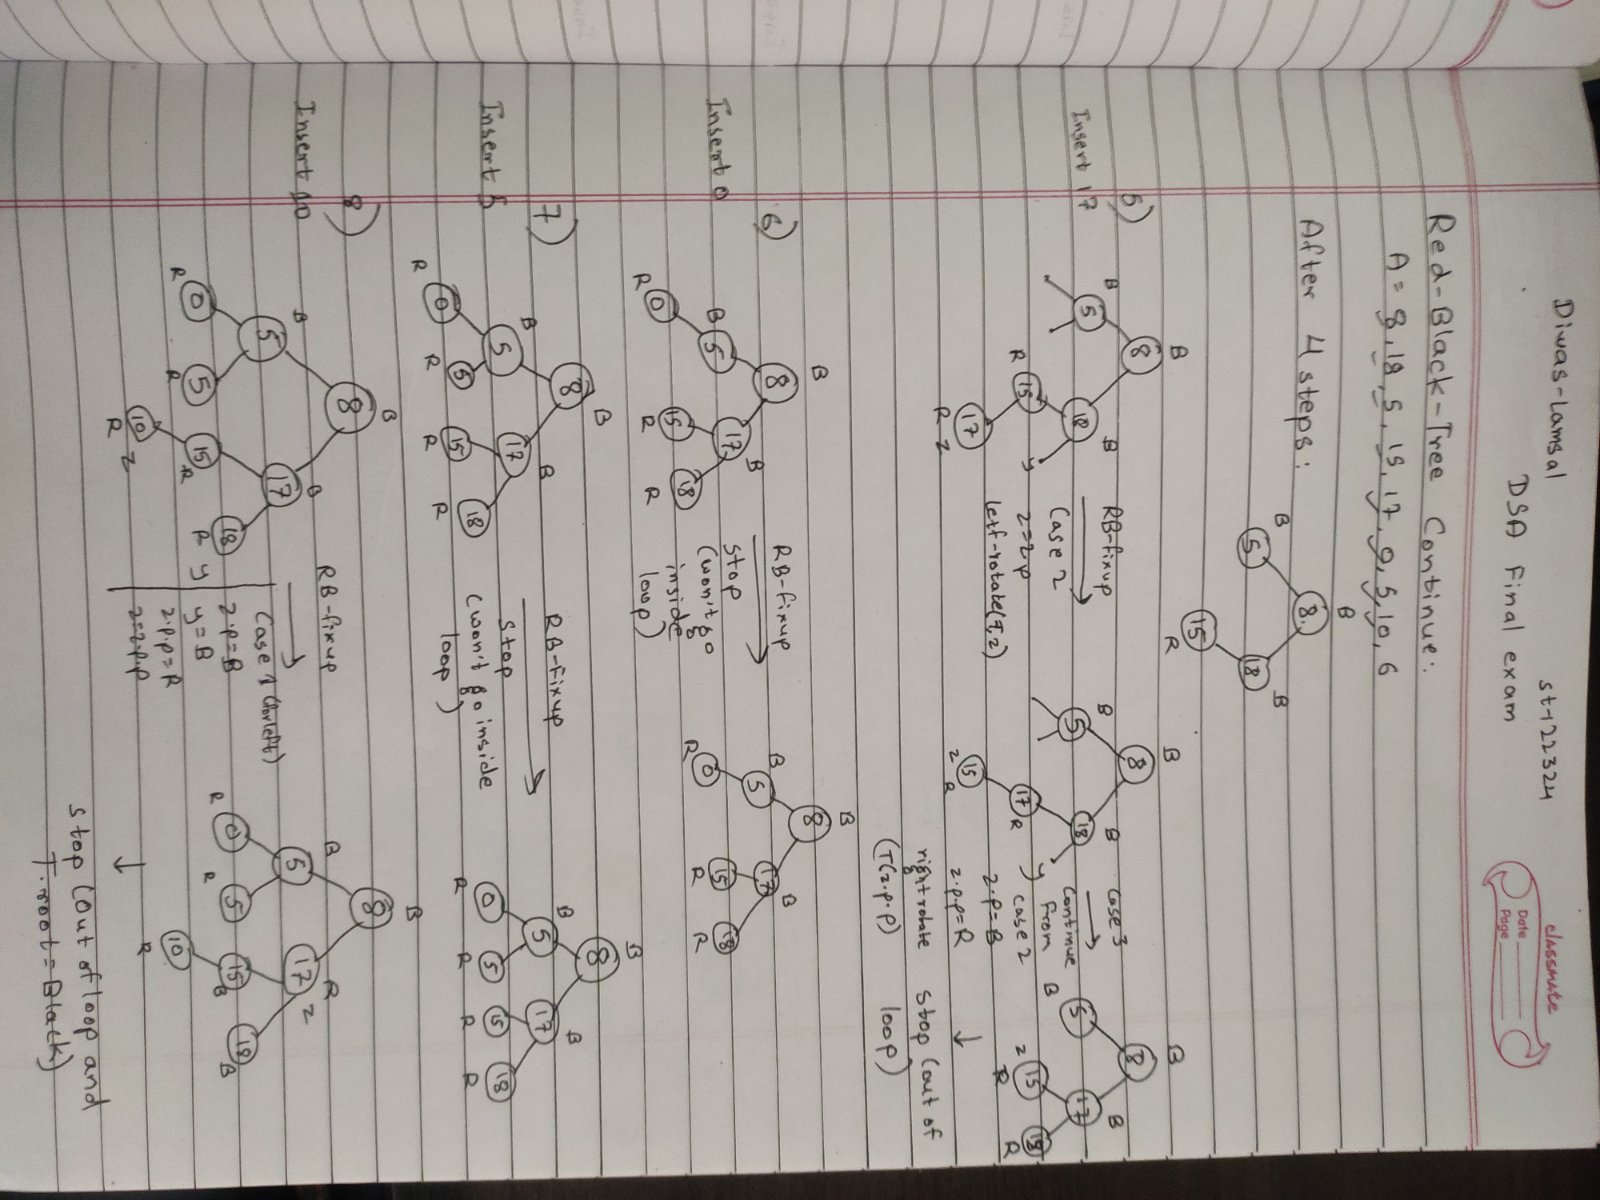 Diwas-Lamsal st-122324
DSA Final exam
classmate
Date
Page
Red-Black-Tree Continue:
A = 8, 18, 5, 15, 17, 0, 5, 10, 6
After 4 steps:
B
8
B B
5 18
15
R
5)
Insert 17
B
8
B B
5 18
R 15 y
17
R z
RB-fixup
Case 2
z=z.p
letf-rotate(T,z)
B
8
B B
5 18
17 R y
15
z R
Case 3
Continue
from
case 2
z.p=B
z.p.p=R
right rotate
(T(z.p.p)
B
8
B
5 17
B
z 15 18
R R
stop (out of
loop)
6)
Insert 0
B
8
B
B 5 17
0 15 18
R R R
RB-fixup
stop
(won't go
inside
loop)
B
8
B B
5 17
0 15 18
R R R
7)
Insert 5
B
8
B B
5 17
0 5 15 18
R R R R
RB-fixup
stop
(won't go inside
loop)
B
8
B B
5 17
0 5 15 18
R R R R
8)
Insert 10
B
8
B B
5 17
0 5 15 18
R R R R y
10 z
R
RB-fixup
Case 1 (for left)
z.p=B
y=B
z.p.p=R
z=z.p.p
B
8
B R
5 17 z
0 5 15 18
R R B B
10
R
stop (out of loop and
T.root=Black)